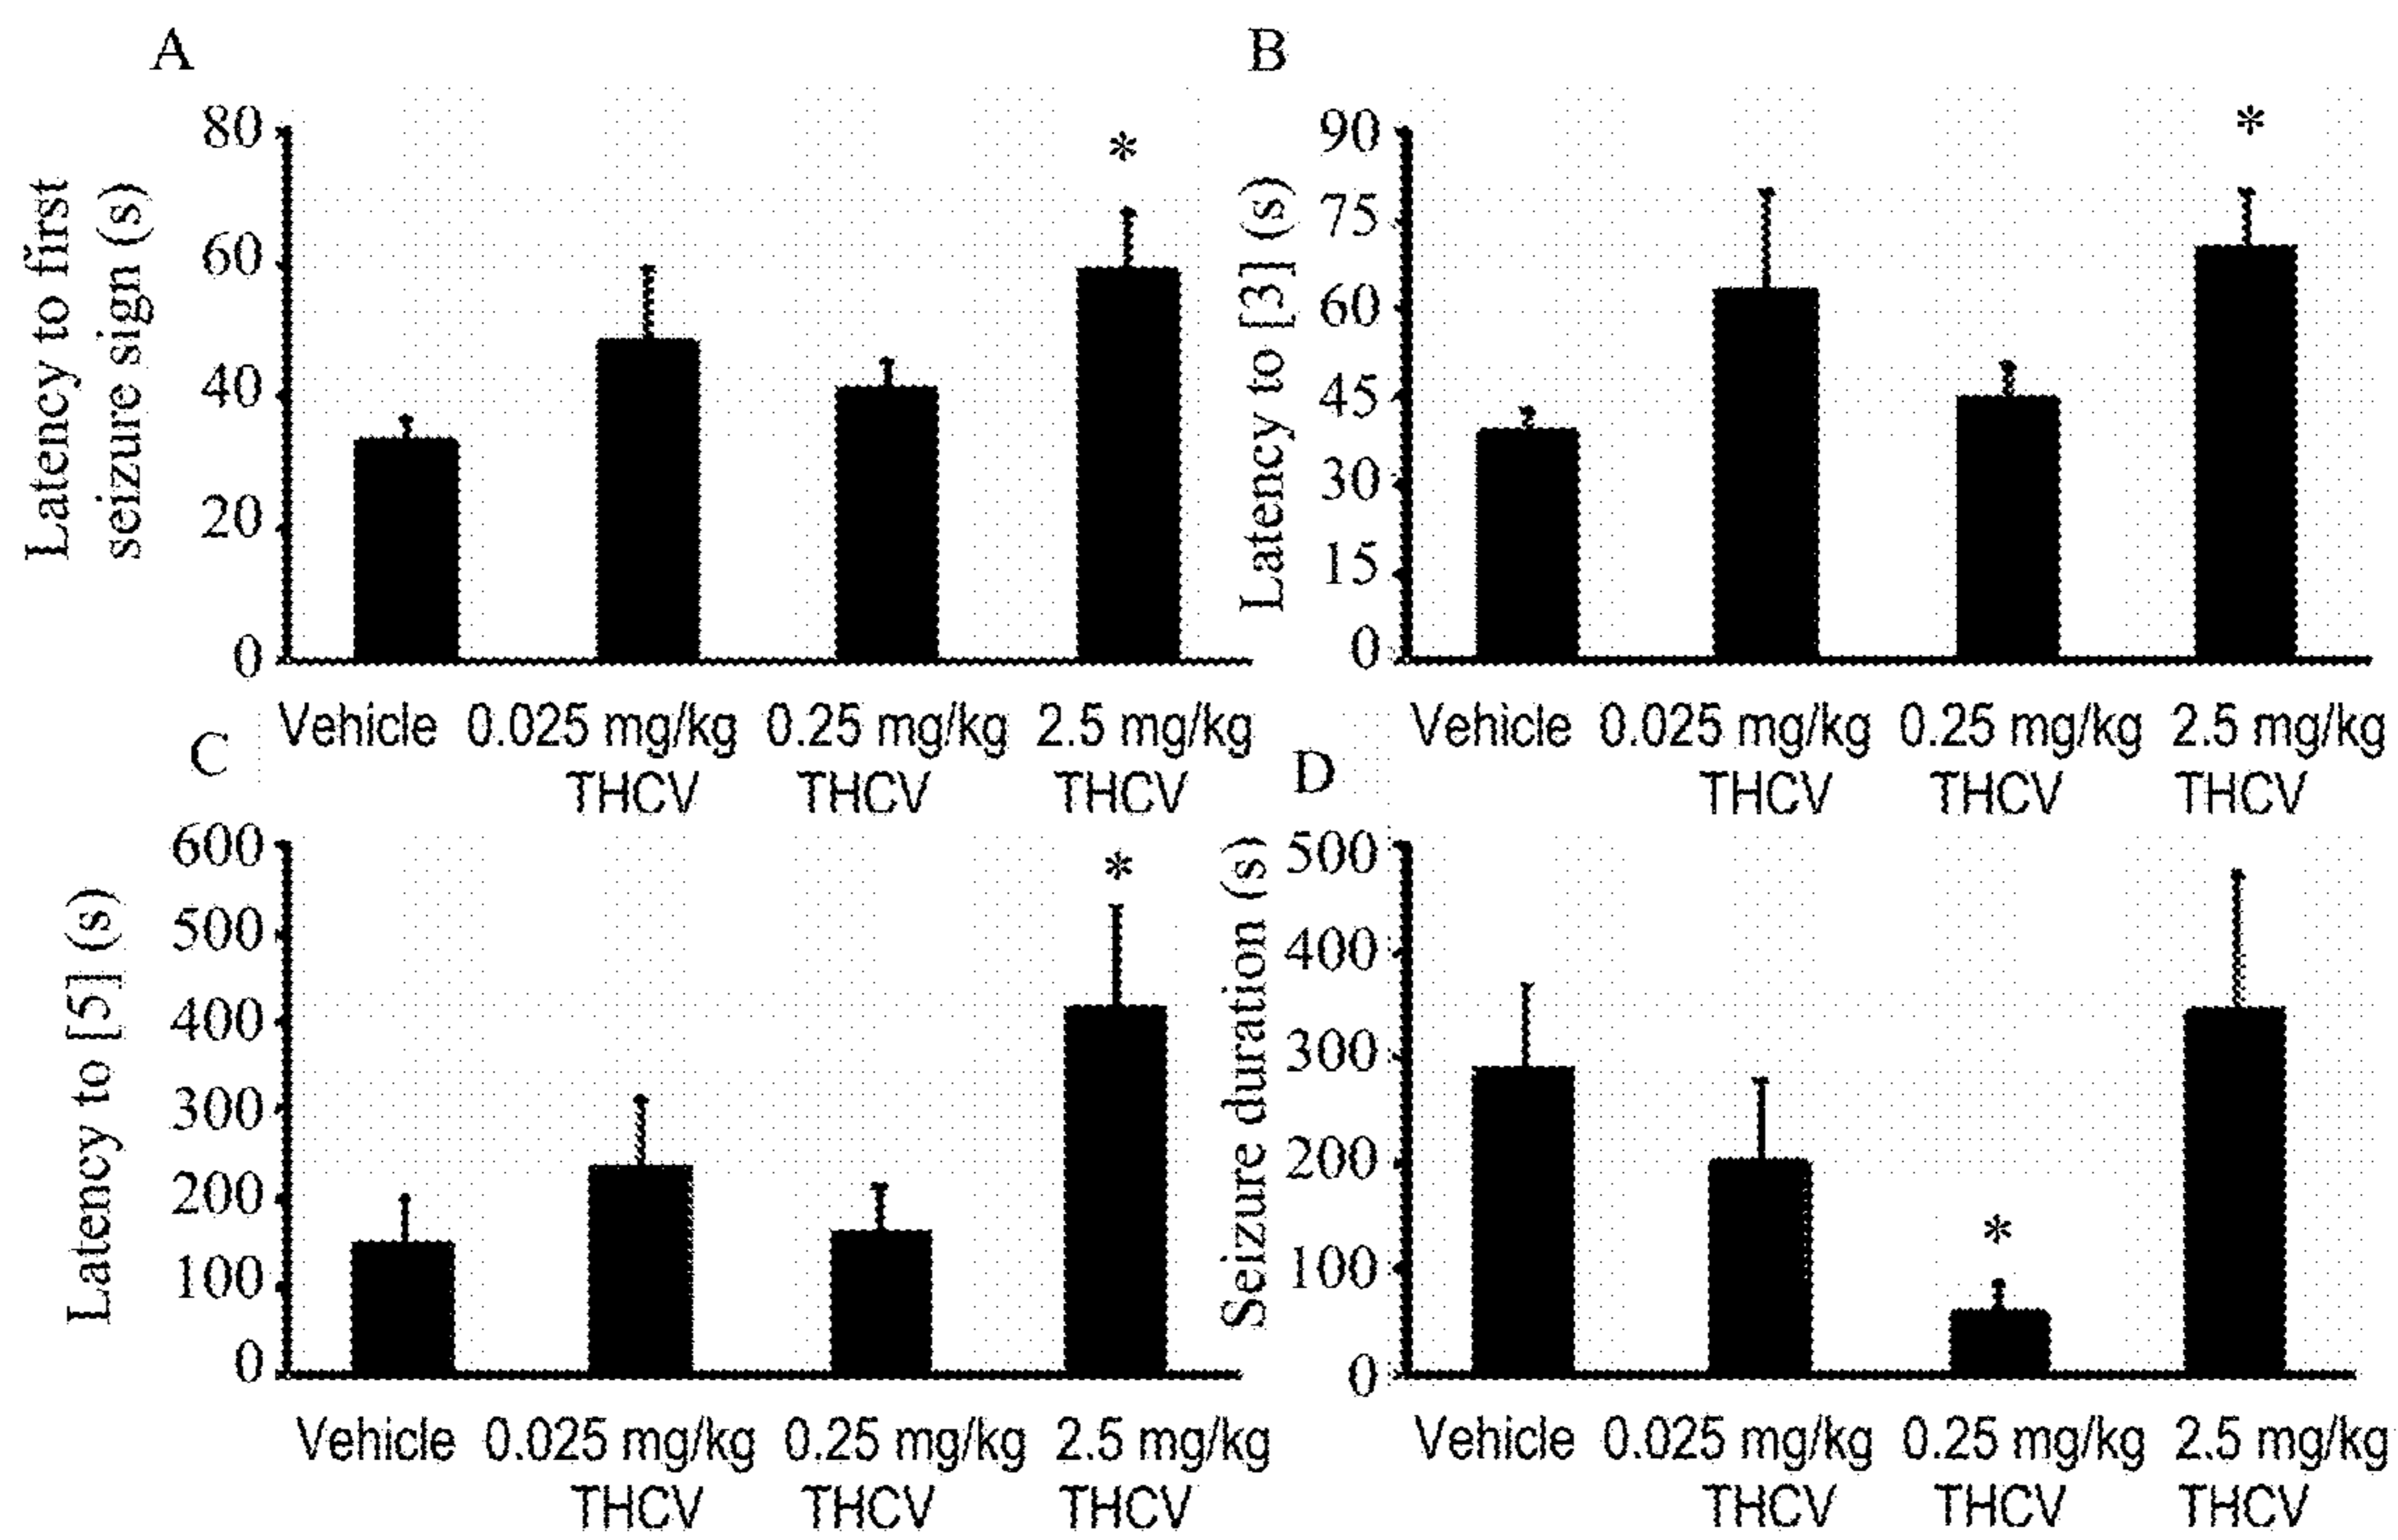 A
Latency to first
seizure sign (s)
80
60
40
20
0
*
Vehicle 0.025 mg/kg 0.25 mg/kg 2.5 mg/kg
THCV THCV THCV
B
Latency to [3] (s)
90
75
60
45
30
15
0
*
Vehicle 0.025 mg/kg 0.25 mg/kg 2.5 mg/kg
THCV THCV THCV
C
Latency to [5] (s)
600
500
400
300
200
100
0
*
Vehicle 0.025 mg/kg 0.25 mg/kg 2.5 mg/kg
THCV THCV THCV
D
Seizure duration (s)
500
400
300
200
100
0
*
Vehicle 0.025 mg/kg 0.25 mg/kg 2.5 mg/kg
THCV THCV THCV